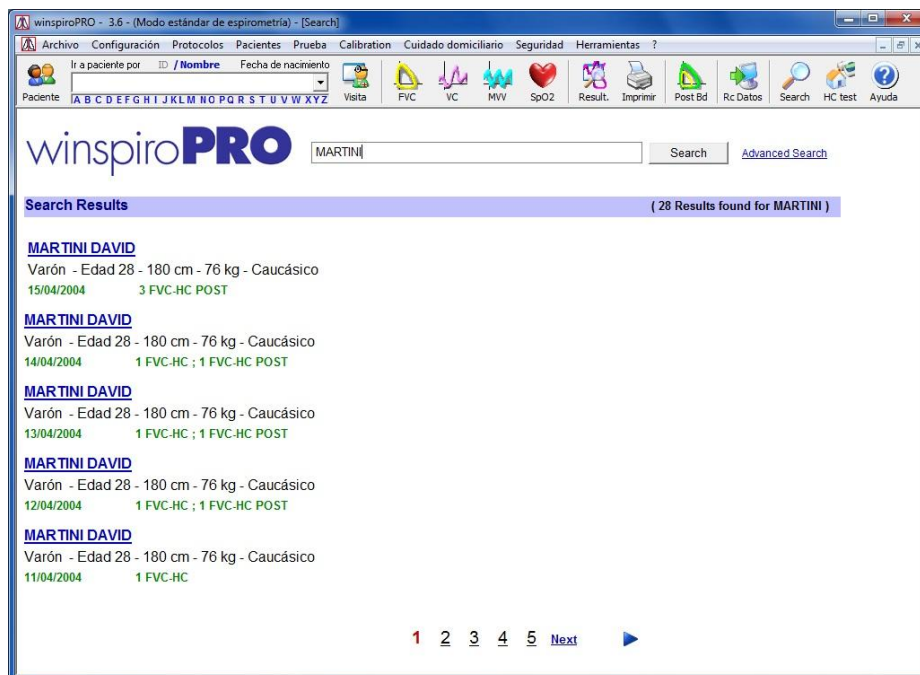 winspiroPRO - 3.6 - (Modo estándar de espirometría) - [Search]
Archivo Configuración Protocolos Pacientes Prueba Calibration Cuidado domiciliario Seguridad Herramientas ?
Ir a paciente por ID / Nombre Fecha de nacimiento
A B C D E F G H I J K L M N O P Q R S T U V W X Y Z
Paciente Visita FVC VC MVV SpO2 Result. Imprimir Post Bd Rc Datos Search HC test Ayuda
winspiroPRO MARTINI Search Advanced Search
Search Results ( 28 Results found for MARTINI )
MARTINI DAVID
Varón - Edad 28 - 180 cm - 76 kg - Caucásico
15/04/2004 3 FVC-HC POST
MARTINI DAVID
Varón - Edad 28 - 180 cm - 76 kg - Caucásico
14/04/2004 1 FVC-HC ; 1 FVC-HC POST
MARTINI DAVID
Varón - Edad 28 - 180 cm - 76 kg - Caucásico
13/04/2004 1 FVC-HC ; 1 FVC-HC POST
MARTINI DAVID
Varón - Edad 28 - 180 cm - 76 kg - Caucásico
12/04/2004 1 FVC-HC ; 1 FVC-HC POST
MARTINI DAVID
Varón - Edad 28 - 180 cm - 76 kg - Caucásico
11/04/2004 1 FVC-HC
1 2 3 4 5 Next